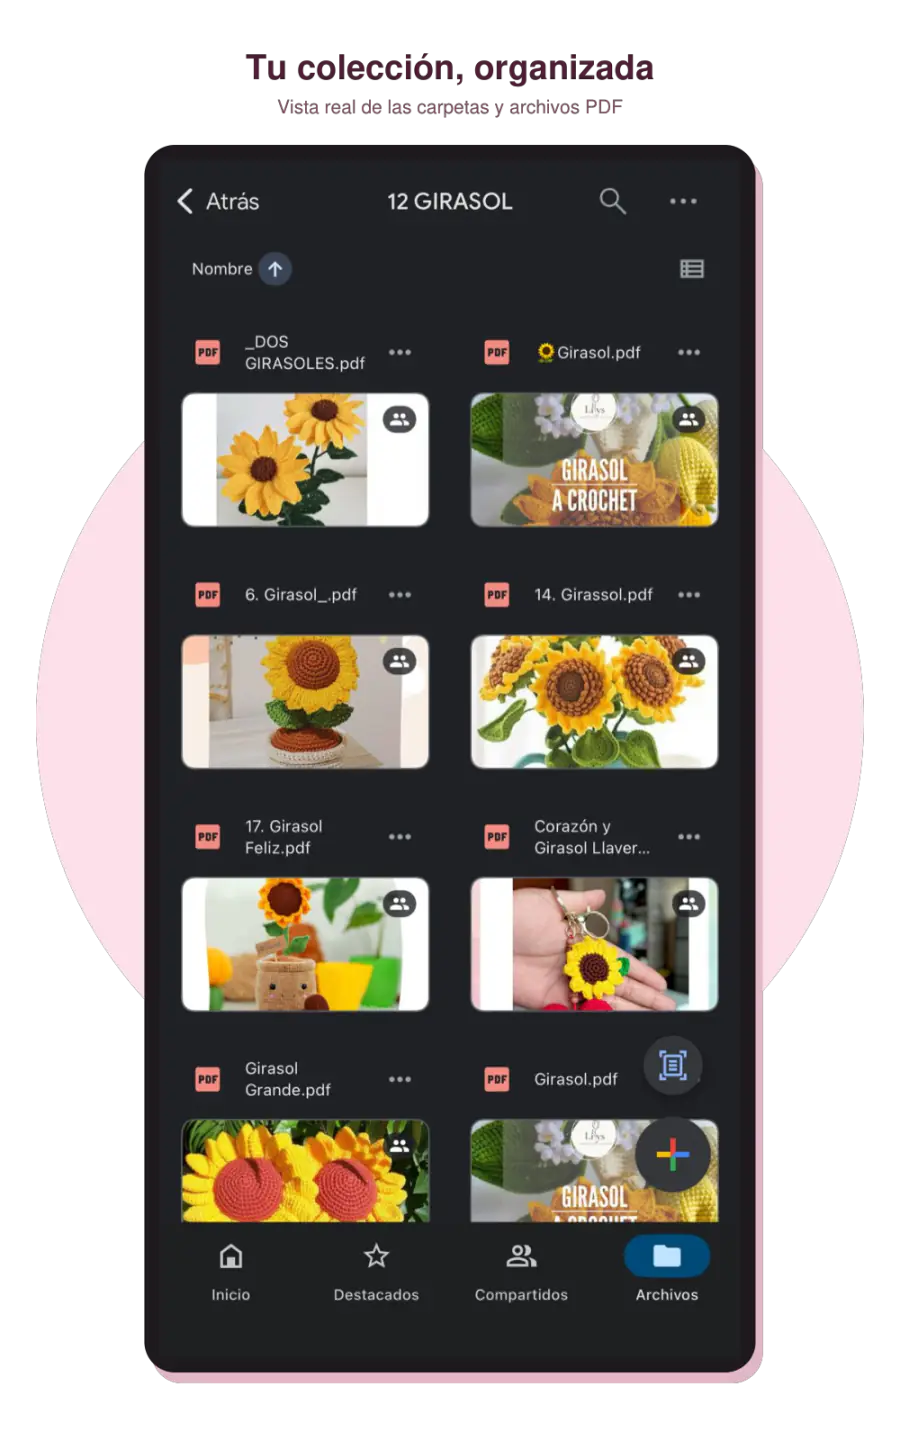 Tu colección, organizada
Vista real de las carpetas y archivos PDF
Atrás
12 GIRASOL
Nombre
PDF
_DOS
GIRASOLES.pdf
PDF
Girasol.pdf
GIRASOL
A CROCHET
PDF
6. Girasol_.pdf
PDF
14. Girassol.pdf
PDF
17. Girasol
Feliz.pdf
PDF
Corazón y
Girasol Llaver...
PDF
Girasol
Grande.pdf
PDF
Girasol.pdf
GIRASOL
A CROCHET
Inicio
Destacados
Compartidos
Archivos